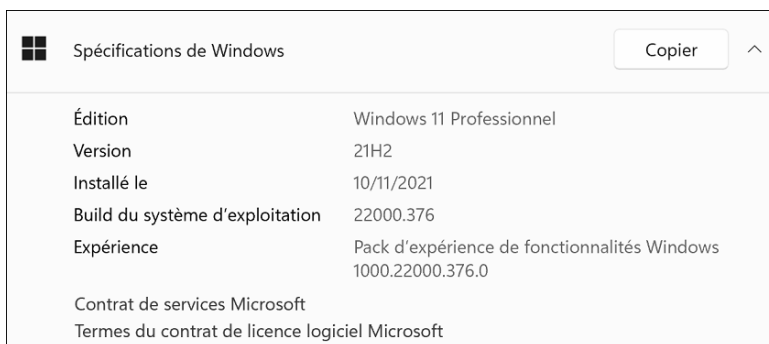 Spécifications de Windows
Copier
Édition
Windows 11 Professionnel
Version
21H2
Installé le
10/11/2021
Build du système d'exploitation
22000.376
Expérience
Pack d'expérience de fonctionnalités Windows
1000.22000.376.0
Contrat de services Microsoft
Termes du contrat de licence logiciel Microsoft